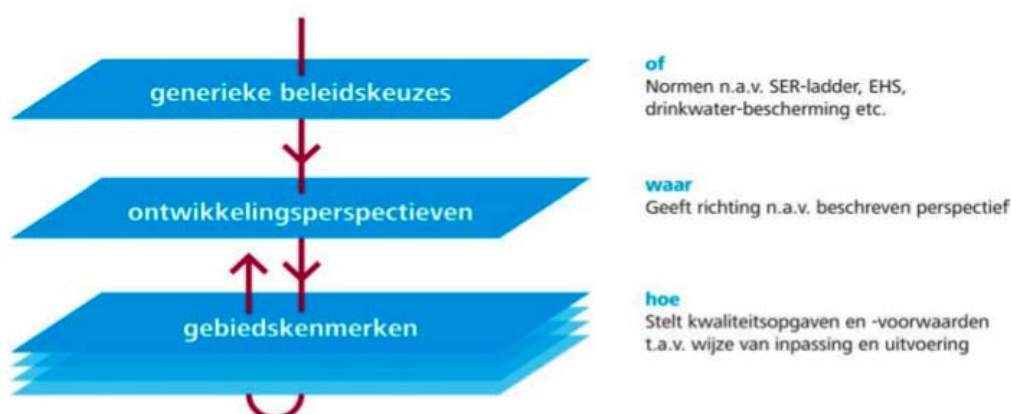 generieke beleidskeuzes
of
Normen n.a.v. SER-ladder, EHS,
drinkwater-bescherming etc.
ontwikkelingsperspectieven
waar
Geeft richting n.a.v. beschreven perspectief
gebiedskenmerken
hoe
Stelt kwaliteitsopgaven en -voorwaarden
t.a.v. wijze van inpassing en uitvoering